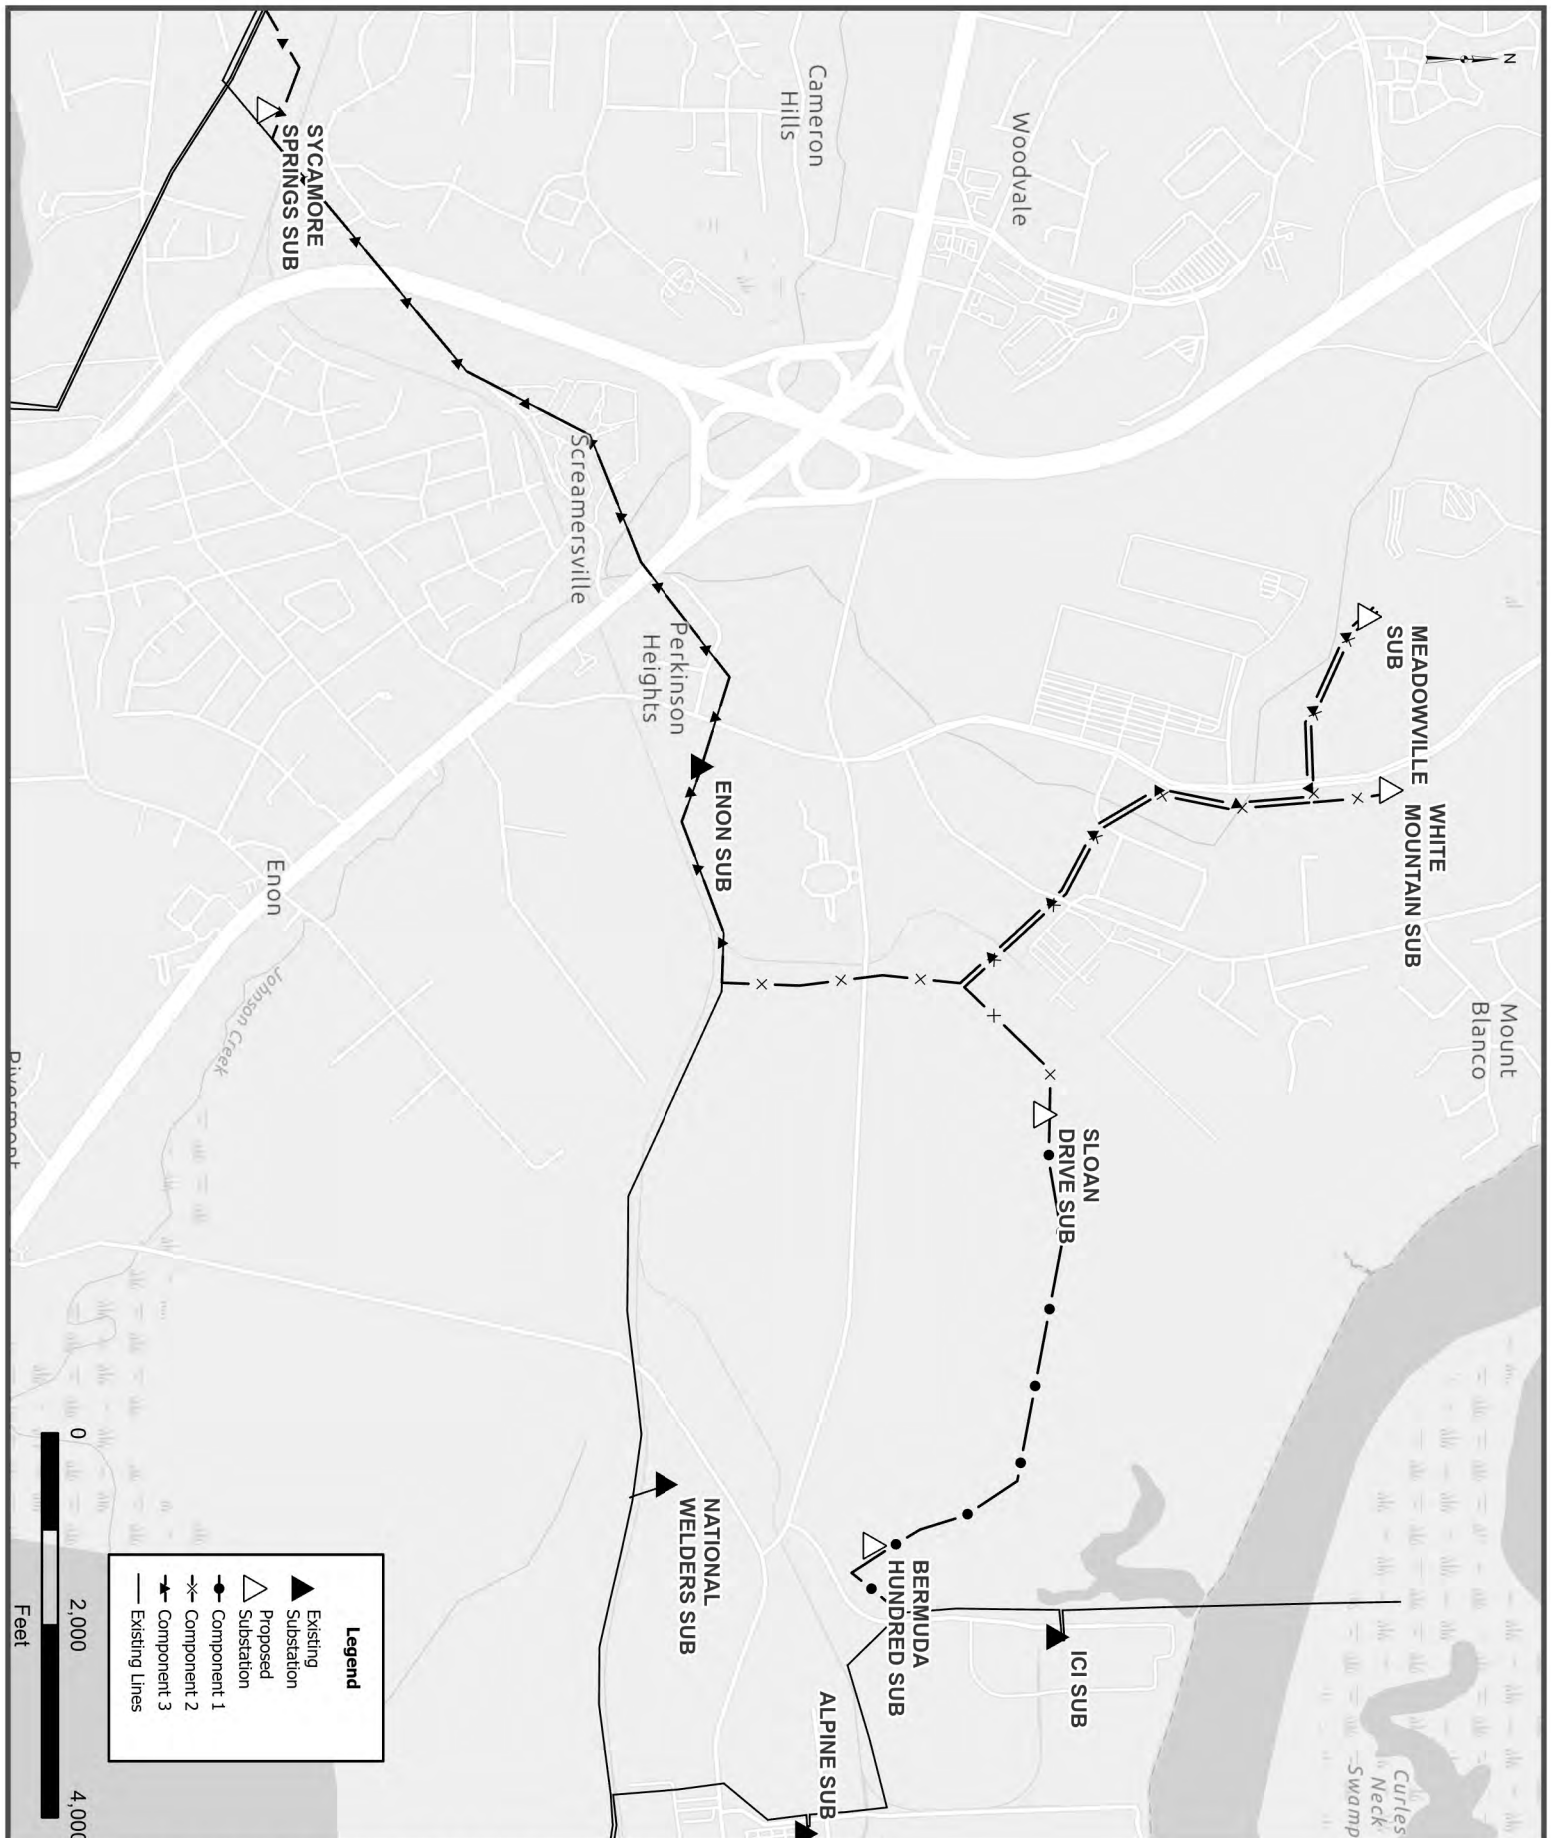 N
Cameron
Hills
Woodvale
SYCAMORE
SPRINGS SUB
Screamersville
Perkinson
Heights
MEADOWVILLE
SUB
WHITE
MOUNTAIN SUB
ENON SUB
Enon
Johnson Creek
Mount
Blanco
SLOAN
DRIVE SUB
NATIONAL
WELDERS SUB
BERMUDA
HUNDRED SUB
ICI SUB
ALPINE SUB
Curles
Neck
Swamp
Rivermont
Legend
Existing
Substation
Proposed
Substation
Component 1
Component 2
Component 3
Existing Lines
0
2,000
4,000
Feet